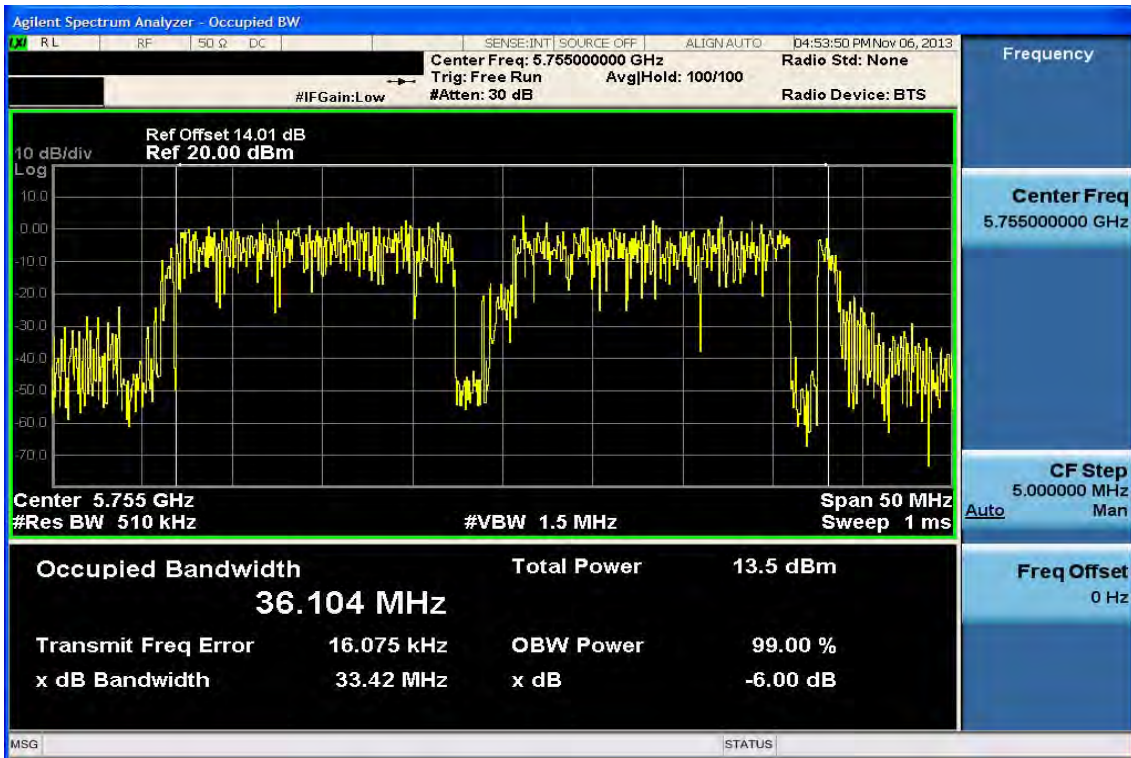 Agilent Spectrum Analyzer - Occupied BW
LXI RL RF 50 Ω DC SENSE:INT SOURCE OFF ALIGN AUTO 04:53:50 PM Nov 06, 2013
Center Freq: 5.755000000 GHz Radio Std: None
Trig: Free Run Avg|Hold: 100/100
#IFGain:Low #Atten: 30 dB Radio Device: BTS
Frequency
Ref Offset 14.01 dB
10 dB/div Ref 20.00 dBm
Log
10.0
0.00
-10.0
-20.0
-30.0
-40.0
-50.0
-60.0
-70.0
Center 5.755 GHz Span 50 MHz
#Res BW 510 kHz #VBW 1.5 MHz Sweep 1 ms
Center Freq
5.755000000 GHz
CF Step
5.000000 MHz
Auto Man
Freq Offset
0 Hz
Occupied Bandwidth Total Power 13.5 dBm
36.104 MHz
Transmit Freq Error 16.075 kHz OBW Power 99.00 %
x dB Bandwidth 33.42 MHz x dB -6.00 dB
MSG STATUS